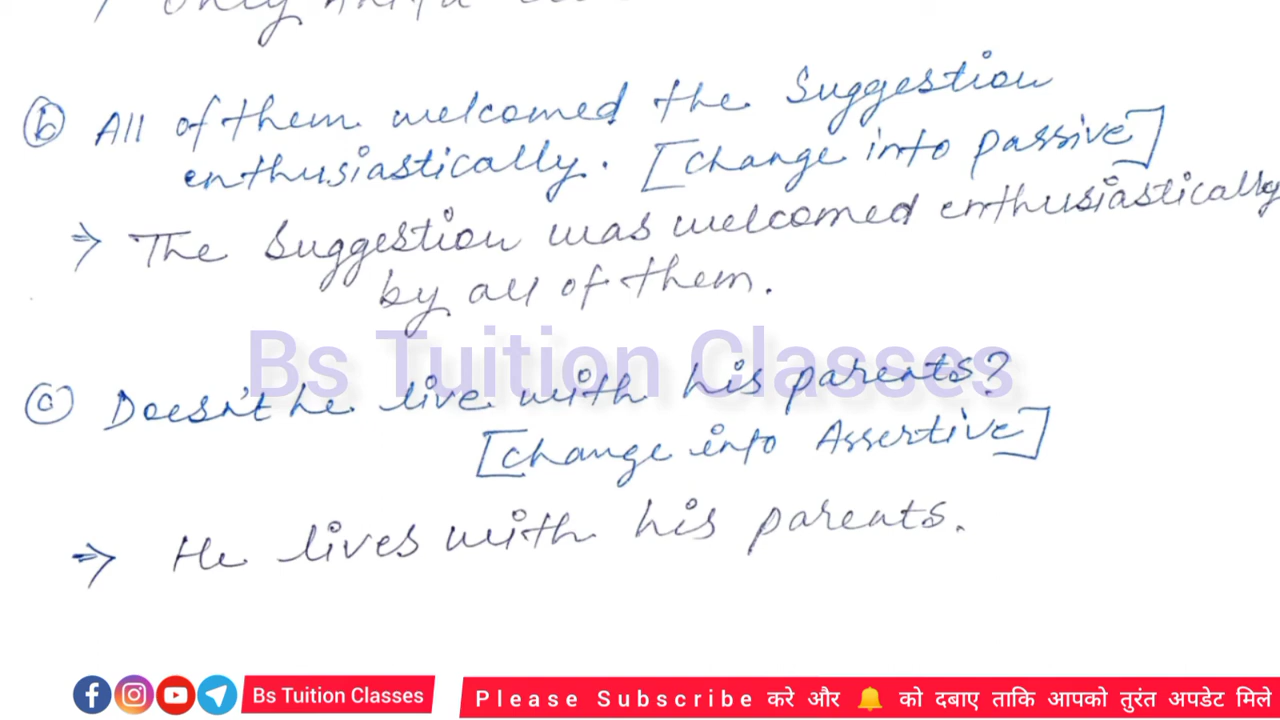 Only
(b) All of them welcomed the Suggestion
enthusiastically. [change into passive]
⇒ The Suggestion was welcomed enthusiastically
by all of them.
Bs Tuition Classes
(c) Doesn't he live with his parents?
[change into Assertive]
⇒ He lives with his parents.
Bs Tuition Classes
Please Subscribe करे और 🔔 को दबाए ताकि आपको तुरंत अपडेट मिले